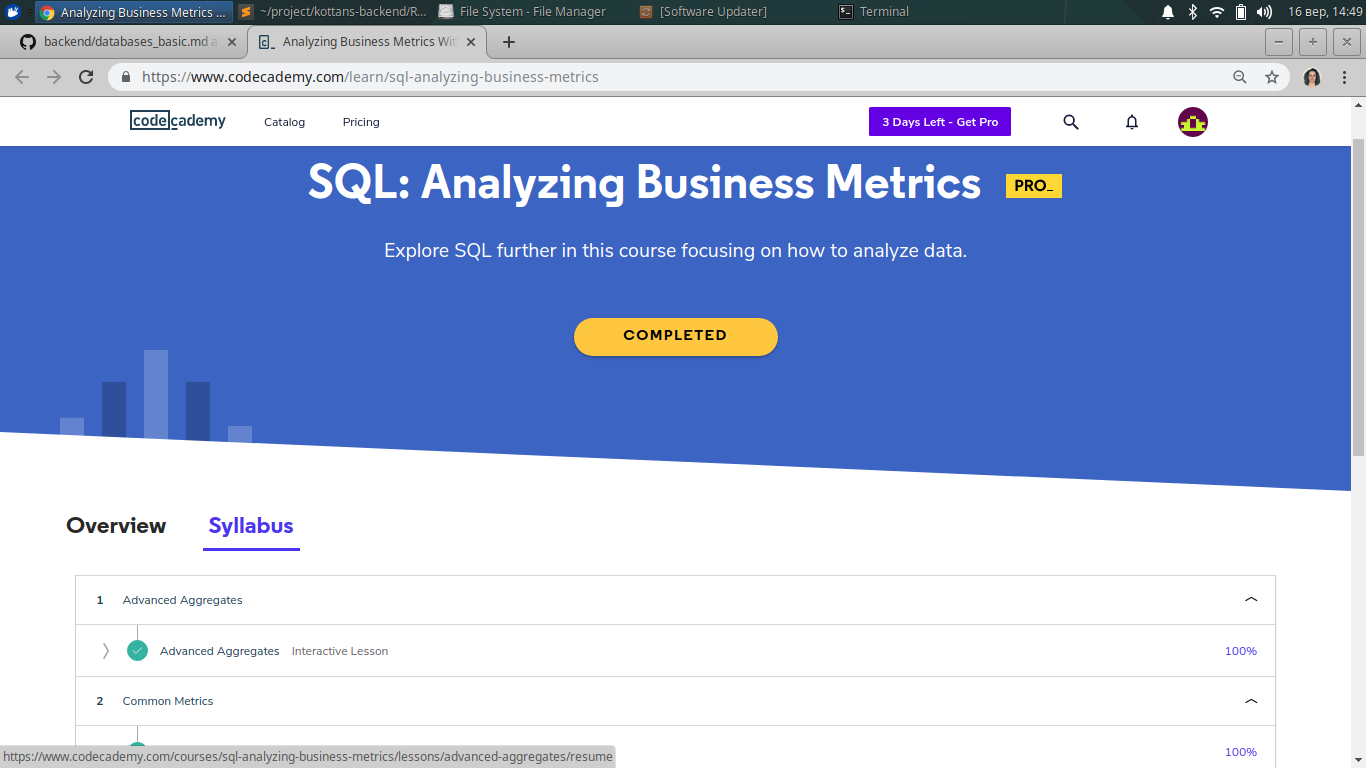 Analyzing Business Metrics ...
~/project/kottans-backend/R...
File System - File Manager
[Software Updater]
Terminal
16 вер, 14:49
backend/databases_basic.md a
Analyzing Business Metrics Wit
https://www.codecademy.com/learn/sql-analyzing-business-metrics
codecademy
Catalog
Pricing
3 Days Left - Get Pro
SQL: Analyzing Business Metrics
PRO_
Explore SQL further in this course focusing on how to analyze data.
COMPLETED
Overview
Syllabus
1 Advanced Aggregates
Advanced Aggregates Interactive Lesson 100%
2 Common Metrics
100%
https://www.codecademy.com/courses/sql-analyzing-business-metrics/lessons/advanced-aggregates/resume